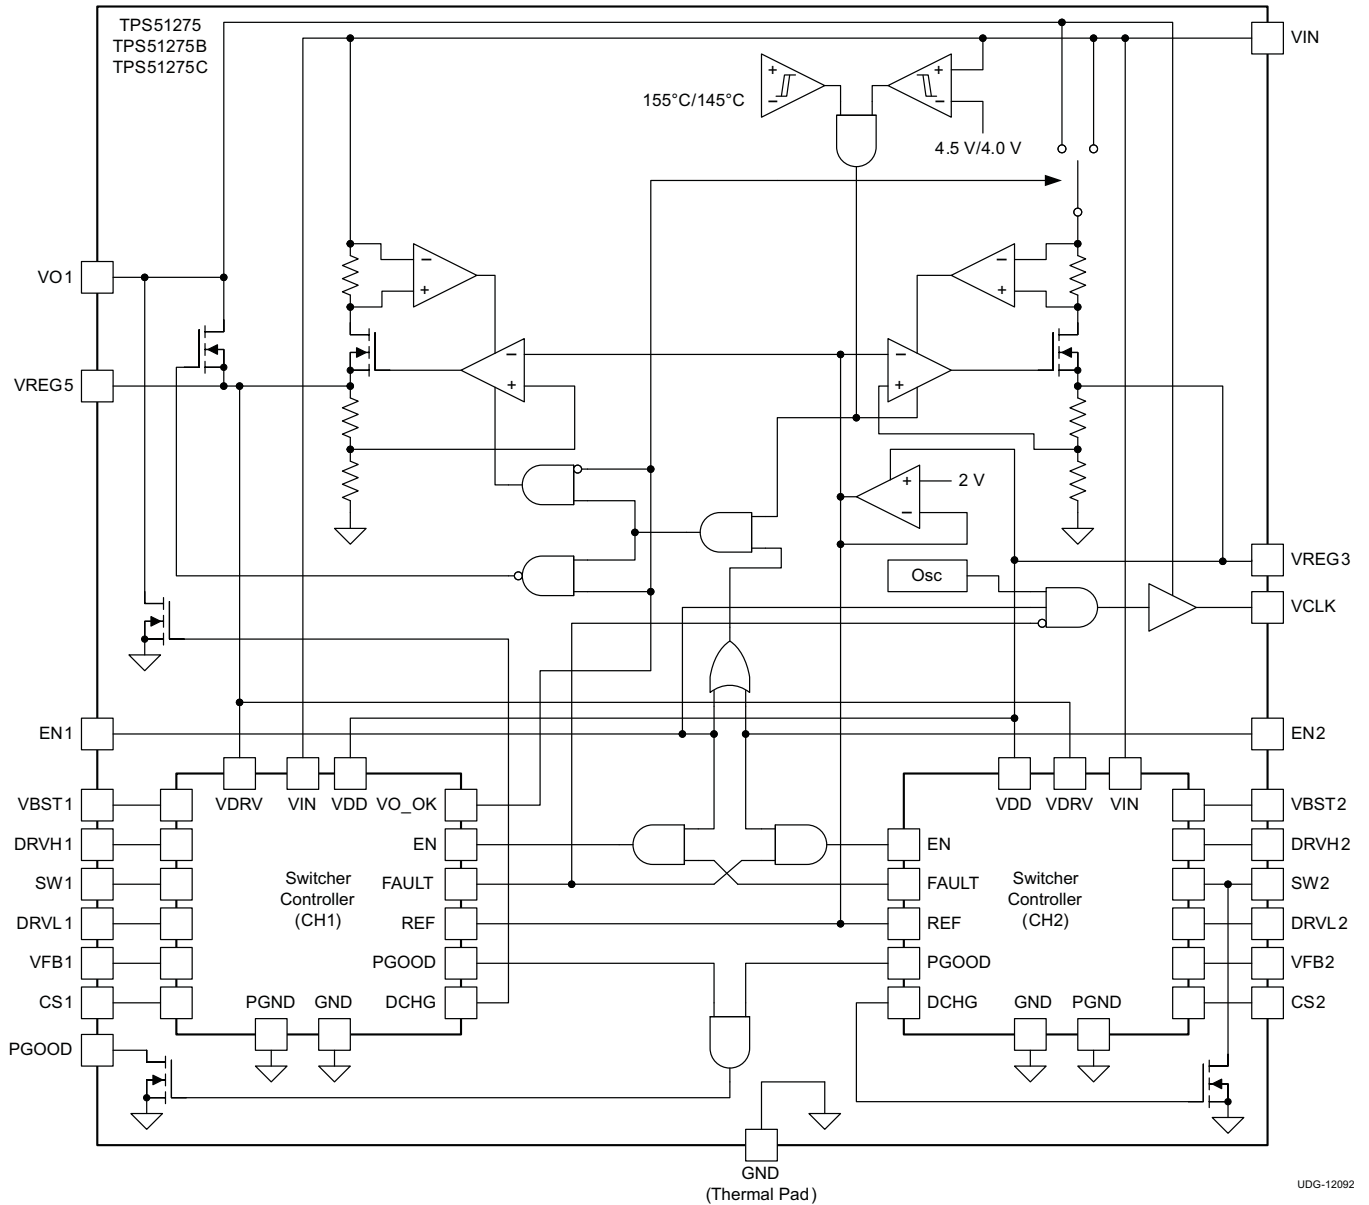 TPS51275
TPS51275B
TPS51275C
VIN
+
−
155°C/145°C
+
−
4.5 V/4.0 V
VO1
−
+
−
+
VREG5
−
+
−
+
+
−
2 V
VREG3
Osc
VCLK
EN1
EN2
VDRV
VIN
VDD
VO_OK
VDD
VDRV
VIN
VBST1
VBST2
DRVH1
EN
EN
DRVH2
SW1
Switcher
Controller
(CH1)
FAULT
FAULT
Switcher
Controller
(CH2)
SW2
DRVL1
REF
REF
DRVL2
VFB1
PGOOD
PGOOD
VFB2
CS1
PGND
GND
DCHG
DCHG
GND
PGND
CS2
PGOOD
GND
(Thermal Pad)
UDG-12092